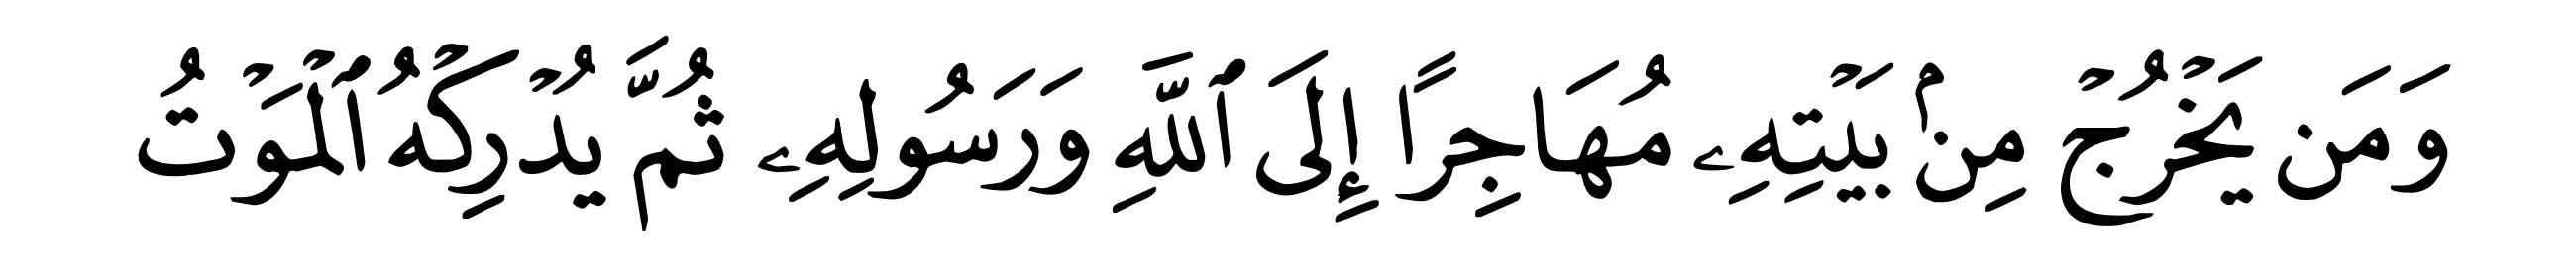 وَمَن يَخۡرُجۡ مِنۢ بَيۡتِهِۦ مُهَاجِرًا إِلَى ٱللَّهِ وَرَسُولِهِۦ ثُمَّ يُدۡرِكۡهُ ٱلۡمَوۡتُ